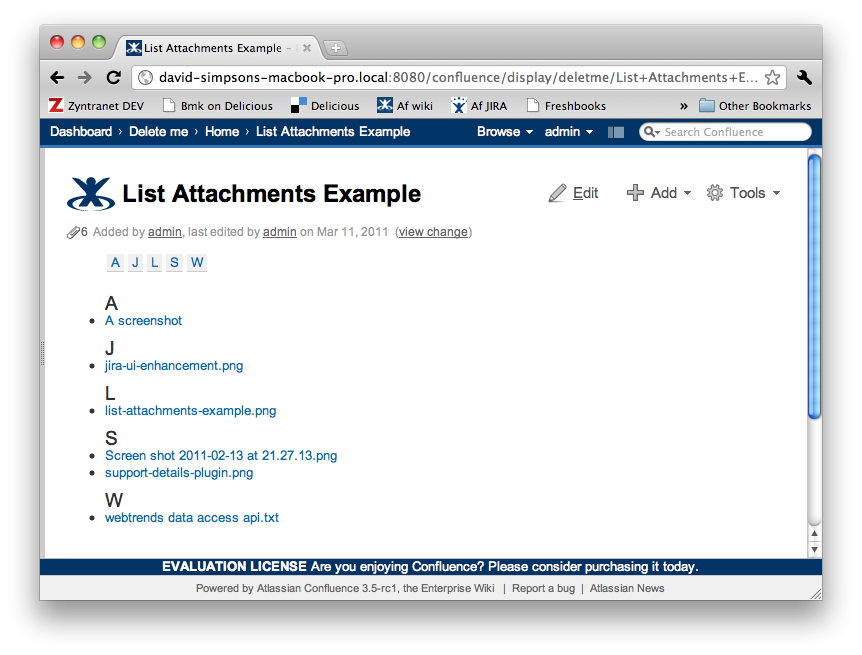 List Attachments Example –
david-simpsons-macbook-pro.local:8080/confluence/display/deletme/List+Attachments+E...
Zyntranet DEV Bmk on Delicious Delicious Af wiki Af JIRA Freshbooks » Other Bookmarks
Dashboard › Delete me › Home › List Attachments Example Browse admin Search Confluence
List Attachments Example Edit Add Tools
6 Added by admin, last edited by admin on Mar 11, 2011 (view change)
A J L S W
A
• A screenshot
J
• jira-ui-enhancement.png
L
• list-attachments-example.png
S
• Screen shot 2011-02-13 at 21.27.13.png
• support-details-plugin.png
W
• webtrends data access api.txt
EVALUATION LICENSE Are you enjoying Confluence? Please consider purchasing it today.
Powered by Atlassian Confluence 3.5-rc1, the Enterprise Wiki | Report a bug | Atlassian News